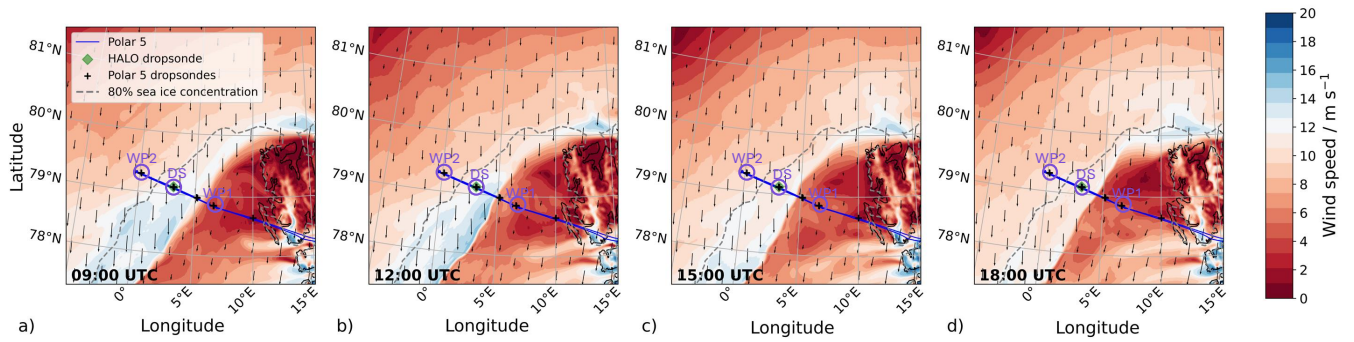 Polar 5
HALO dropsonde
Polar 5 dropsondes
80% sea ice concentration
Latitude
81°N
80°N
79°N
78°N
WP2
DS
WP1
09:00 UTC
0°
5°E
10°E
15°E
a)
Longitude
81°N
80°N
79°N
78°N
WP2
DS
WP1
12:00 UTC
0°
5°E
10°E
15°E
b)
Longitude
81°N
80°N
79°N
78°N
WP2
DS
WP1
15:00 UTC
0°
5°E
10°E
15°E
c)
Longitude
81°N
80°N
79°N
78°N
WP2
DS
WP1
18:00 UTC
0°
5°E
10°E
15°E
d)
Longitude
20
18
16
14
12
10
8
6
4
2
0
Wind speed / m s⁻¹